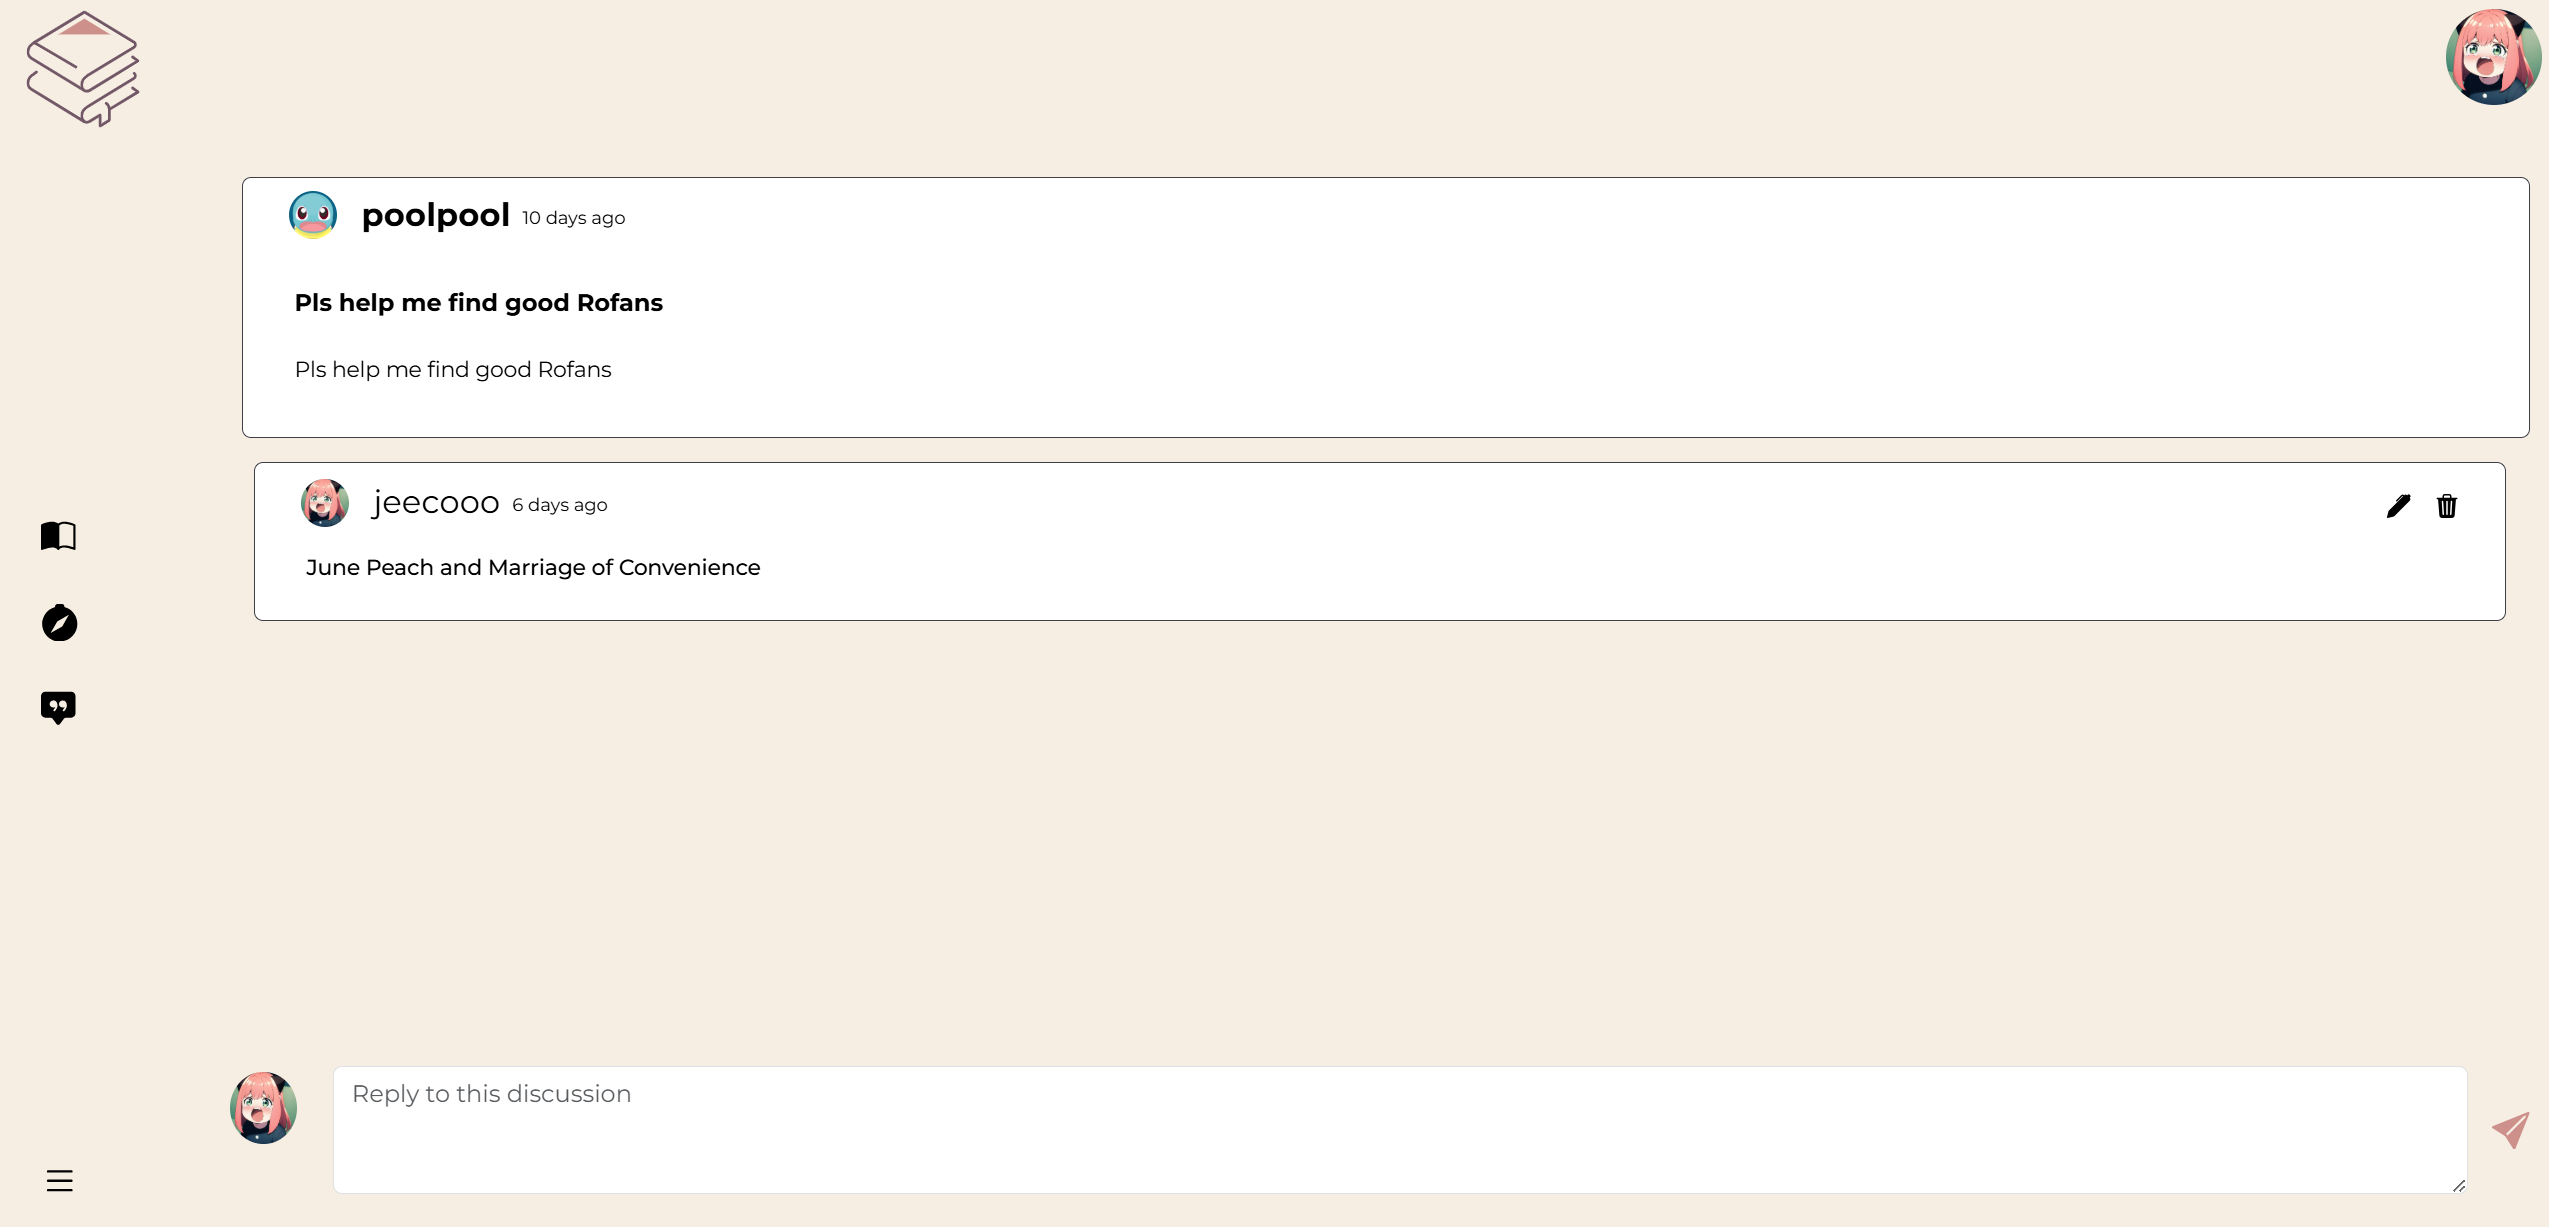 poolpool 10 days ago
Pls help me find good Rofans
Pls help me find good Rofans
jeecooo 6 days ago
June Peach and Marriage of Convenience
Reply to this discussion